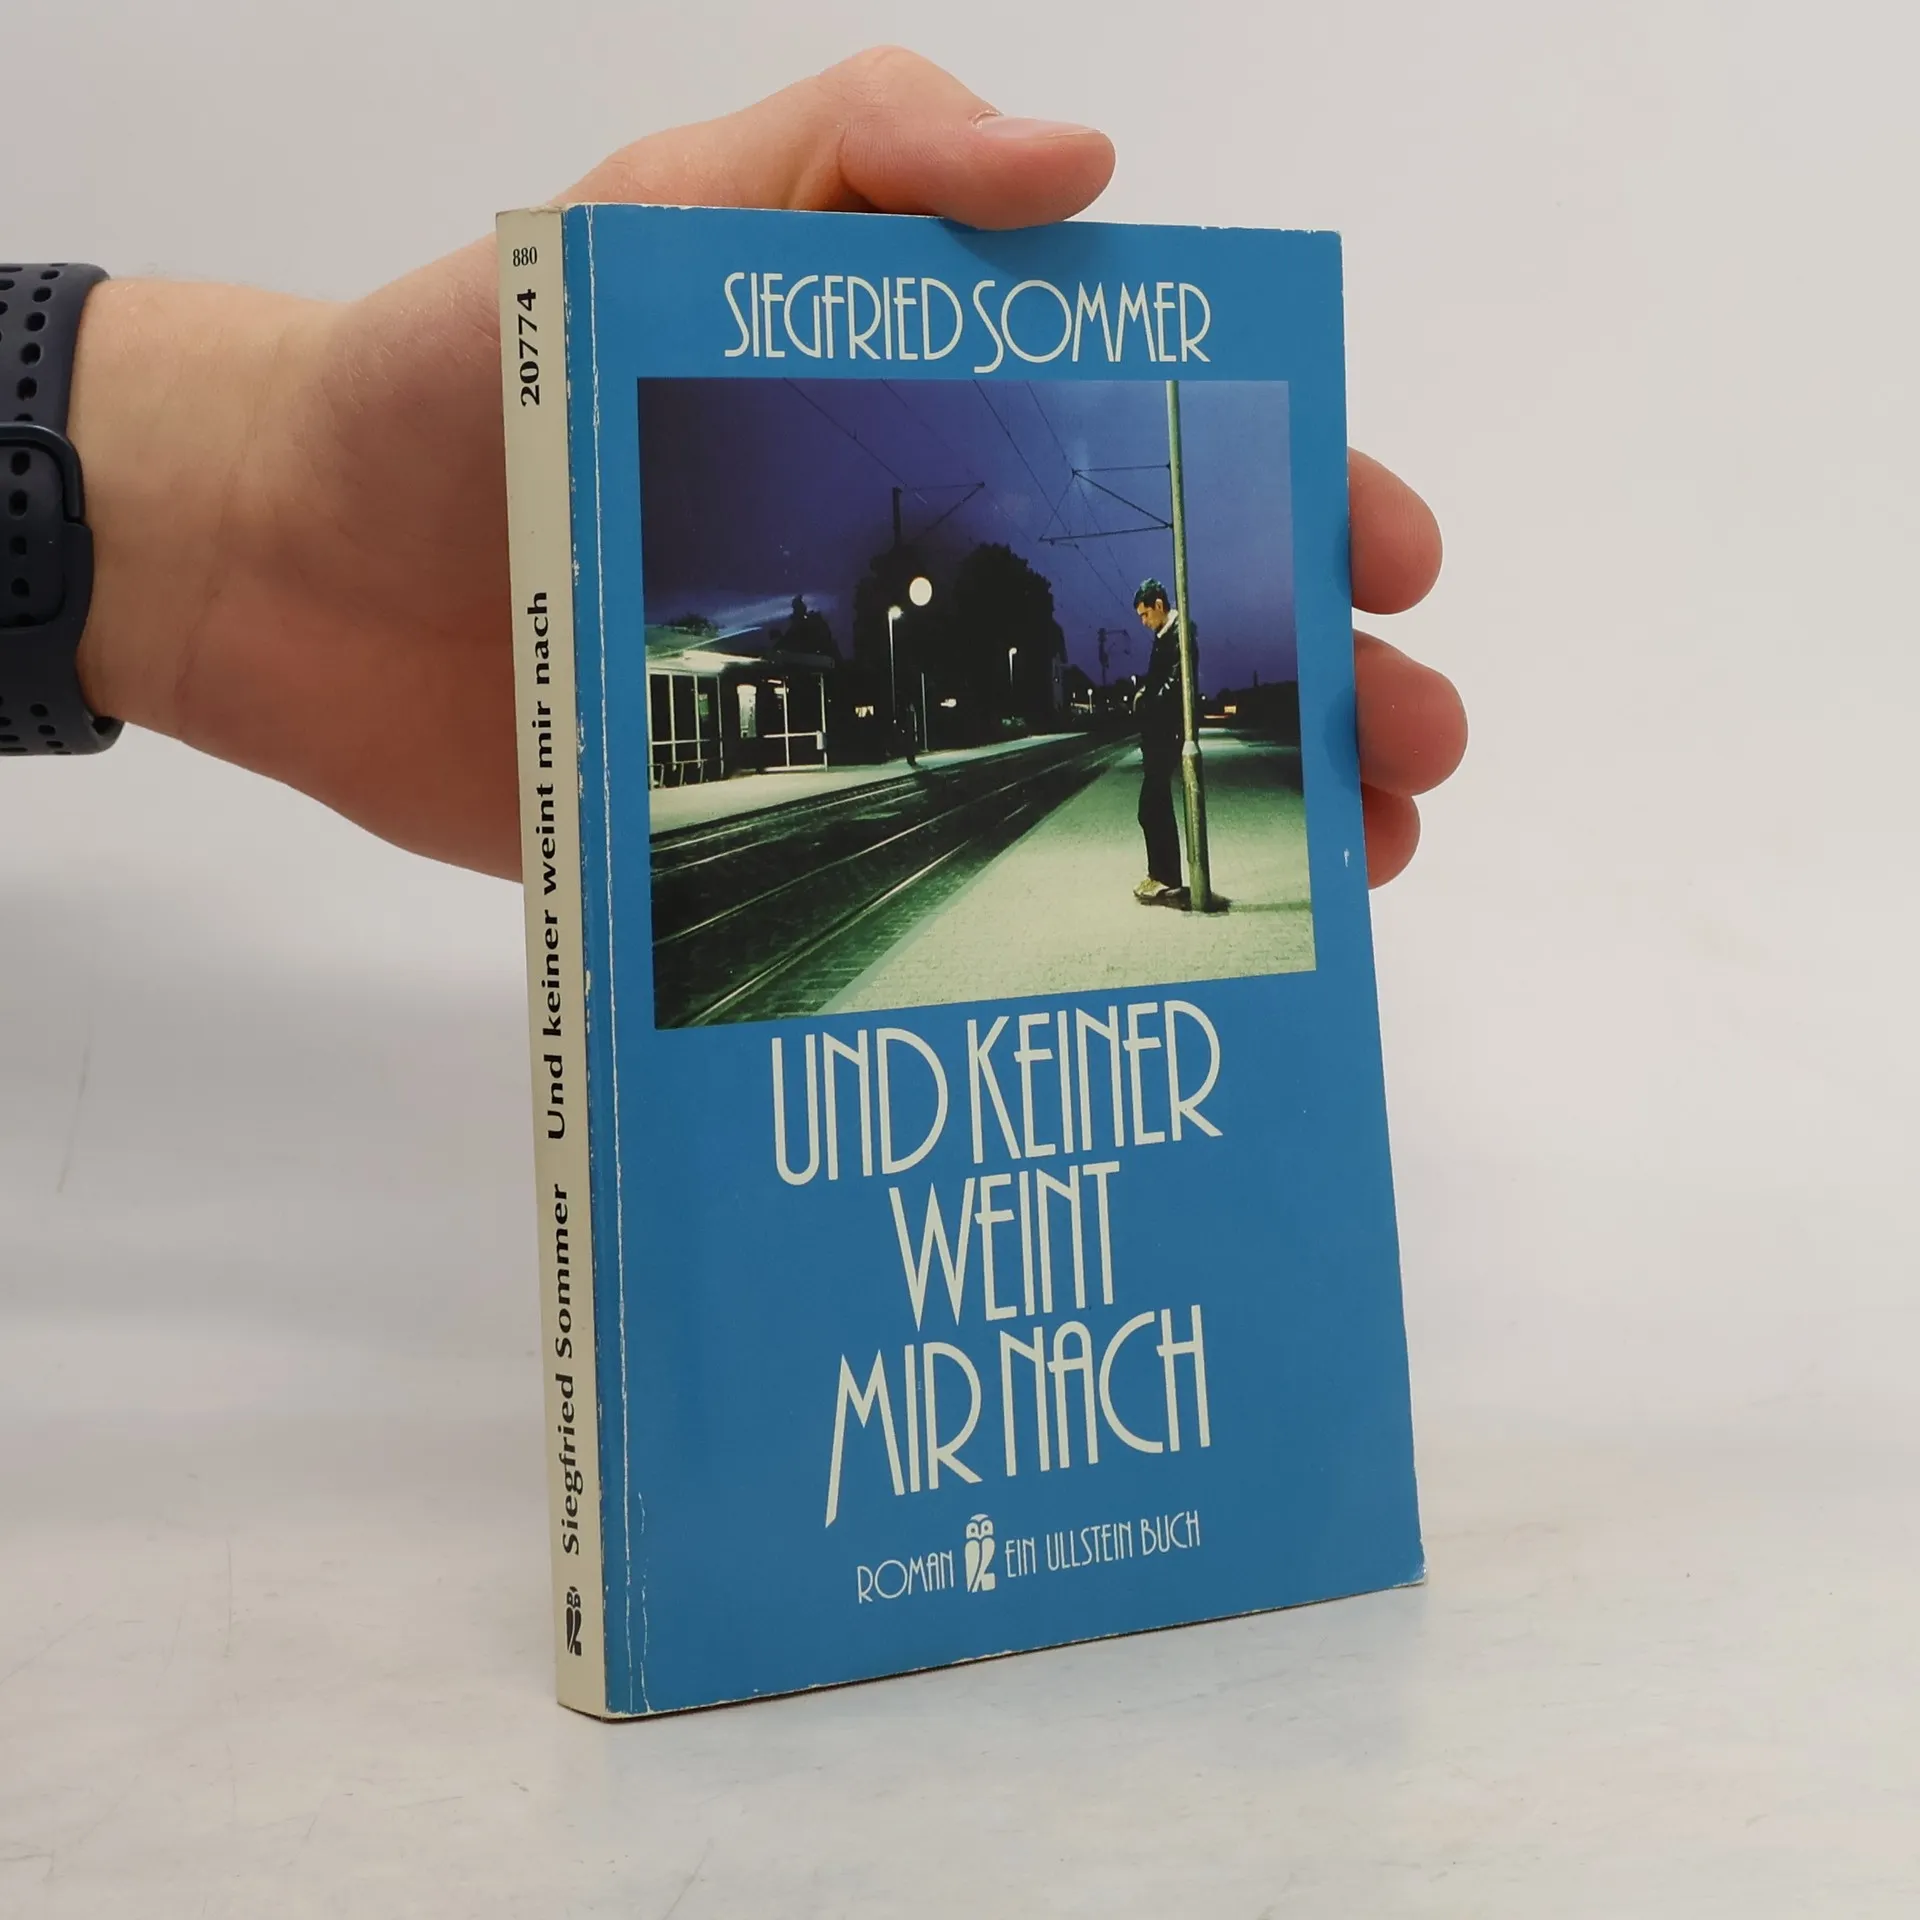 880
20774
Siegfried Sommer Und keiner weint mir nach
SIEGFRIED SOMMER
UND KEINER
WEINT
MIR NACH
ROMAN EIN ULLSTEIN BUCH